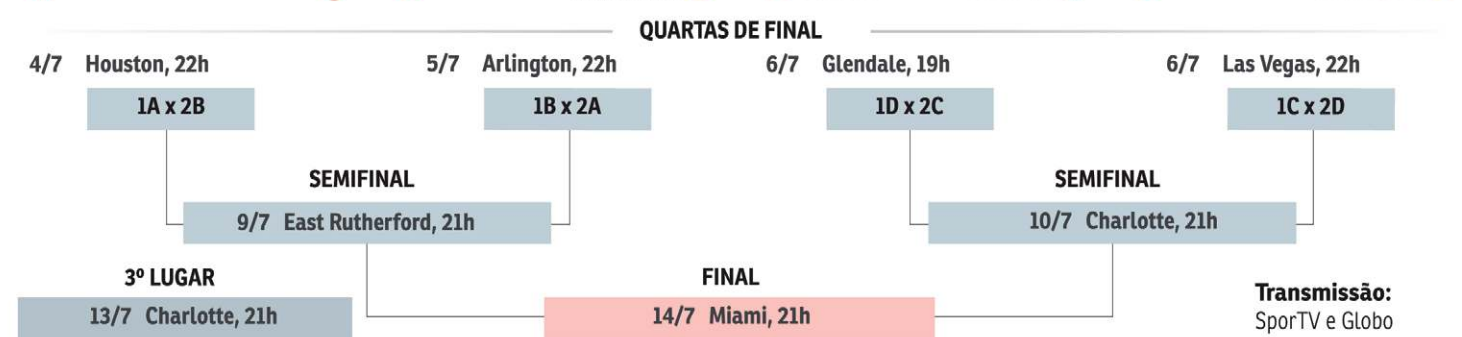 QUARTAS DE FINAL
4/7 Houston, 22h
1A x 2B
5/7 Arlington, 22h
1B x 2A
6/7 Glendale, 19h
1D x 2C
6/7 Las Vegas, 22h
1C x 2D
SEMIFINAL
9/7 East Rutherford, 21h
SEMIFINAL
10/7 Charlotte, 21h
3º LUGAR
13/7 Charlotte, 21h
FINAL
14/7 Miami, 21h
Transmissão:
SporTV e Globo